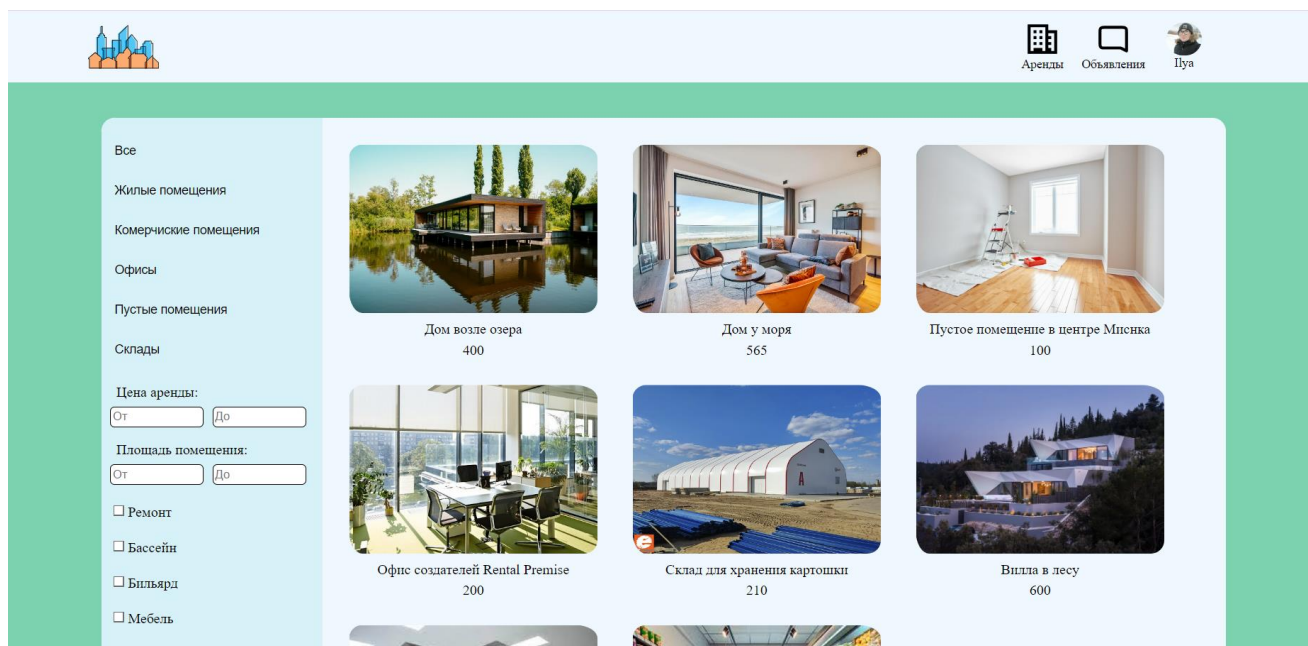 Аренды
Объявления
Ilya
Все
Жилые помещения
Комерчиские помещения
Офисы
Пустые помещения
Склады
Цена аренды:
От До
Площадь помещения:
От До
Ремонт
Бассейн
Бильярд
Мебель
Дом возле озера
400
Дом у моря
565
Пустое помещение в центре Миснка
100
Офис создателей Rental Premise
200
A
e
Склад для хранения картошки
210
Вилла в лесу
600